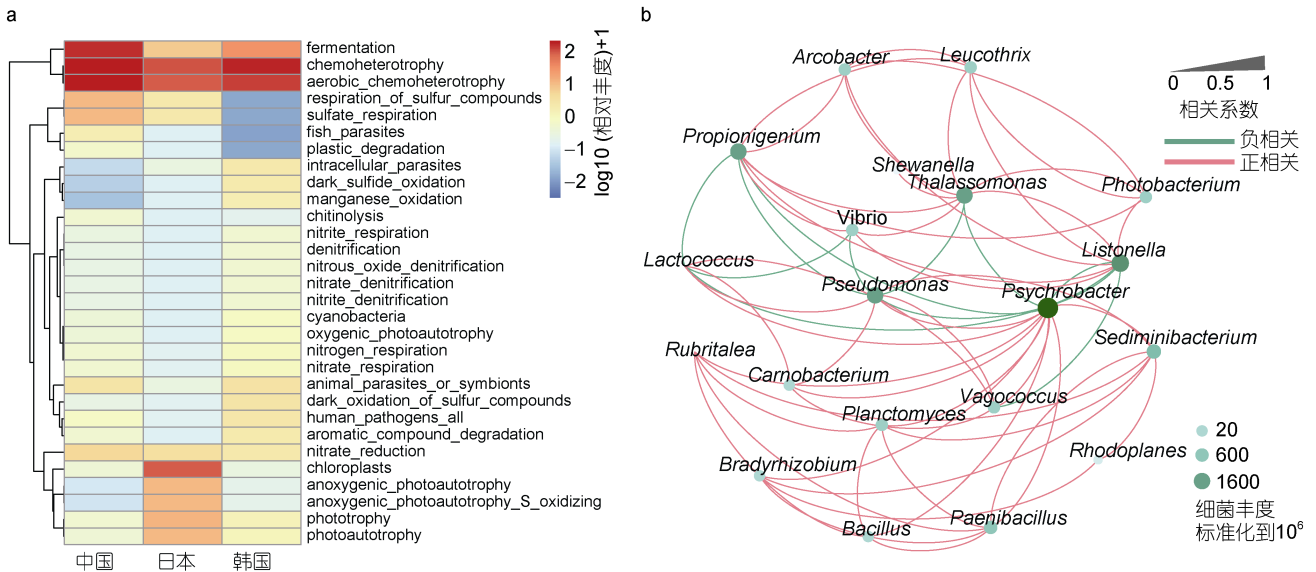 a
fermentation
chemoheterotrophy
aerobic_chemoheterotrophy
respiration_of_sulfur_compounds
sulfate_respiration
fish_parasites
plastic_degradation
intracellular_parasites
dark_sulfide_oxidation
manganese_oxidation
chitinolysis
nitrite_respiration
denitrification
nitrous_oxide_denitrification
nitrate_denitrification
nitrite_denitrification
cyanobacteria
oxygenic_photoautotrophy
nitrogen_respiration
nitrate_respiration
animal_parasites_or_symbionts
dark_oxidation_of_sulfur_compounds
human_pathogens_all
aromatic_compound_degradation
nitrate_reduction
chloroplasts
anoxygenic_photoautotrophy
anoxygenic_photoautotrophy_S_oxidizing
phototrophy
photoautotrophy
中国 日本 韩国
2
1
0
−1
−2
log10 (相对丰度)+1
b
Arcobacter
Leucothrix
Propionigenium
Shewanella
Thalassomonas
Photobacterium
Vibrio
Listonella
Lactococcus
Pseudomonas
Psychrobacter
Sediminibacterium
Rubritalea
Carnobacterium
Vagococcus
Planctomyces
Rhodoplanes
Bradyrhizobium
Bacillus
Paenibacillus
0 0.5 1
相关系数
负相关
正相关
20
600
1600
细菌丰度
标准化到10⁶